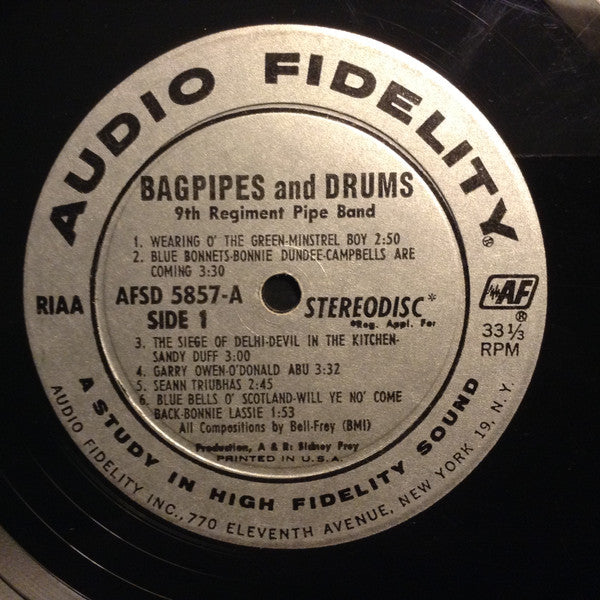 AUDIO FIDELITY®
BAGPIPES and DRUMS
9th Regiment Pipe Band
1. WEARING O' THE GREEN-MINSTREL BOY 2:50
2. BLUE BONNETS-BONNIE DUNDEE-CAMPBELLS ARE
COMING 3:30
RIAA
AFSD 5857-A
SIDE 1
STEREODISC*
*Reg. Appl. For
AF®
33 1/3
RPM
3. THE SIEGE OF DELHI-DEVIL IN THE KITCHEN-
SANDY DUFF 3:00
4. GARRY OWEN-O'DONALD ABU 3:32
5. SEANN TRIUBHAS 2:45
6. BLUE BELLS O' SCOTLAND-WILL YE NO' COME
BACK-BONNIE LASSIE 1:53
All Compositions by Bell-Frey (BMI)
Production, A & R: Sidney Frey
PRINTED IN U.S.A.
A STUDY IN HIGH FIDELITY SOUND
AUDIO FIDELITY INC., 770 ELEVENTH AVENUE, NEW YORK 19, N.Y.